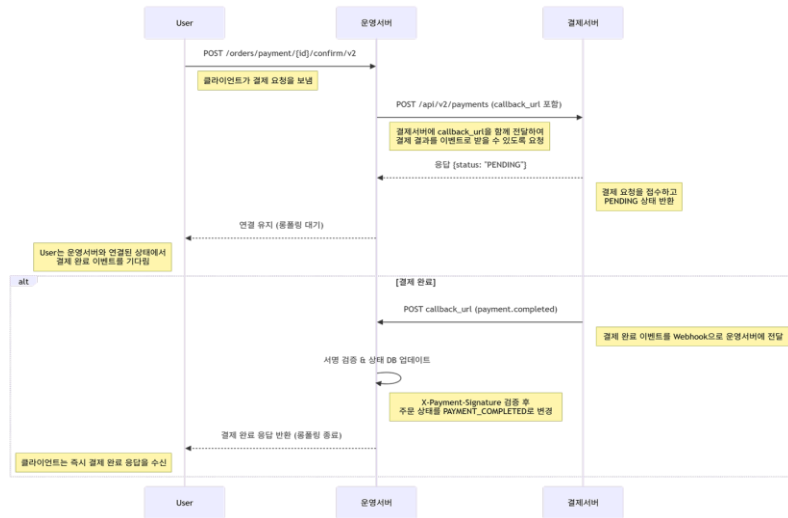 User
운영서버
결제서버
POST /orders/payment/{id}/confirm/v2
클라이언트가 결제 요청을 보냄
POST /api/v2/payments (callback_url 포함)
결제서버에 callback_url을 함께 전달하여
결제 결과를 이벤트로 받을 수 있도록 요청
응답 {status: "PENDING"}
결제 요청을 접수하고
PENDING 상태 반환
연결 유지 (롱폴링 대기)
User는 운영서버와 연결된 상태에서
결제 완료 이벤트를 기다림
alt
[결제 완료]
POST callback_url (payment.completed)
결제 완료 이벤트를 Webhook으로 운영서버에 전달
서명 검증 & 상태 DB 업데이트
X-Payment-Signature 검증 후
주문 상태를 PAYMENT_COMPLETED로 변경
결제 완료 응답 반환 (롱폴링 종료)
클라이언트는 즉시 결제 완료 응답을 수신
User
운영서버
결제서버